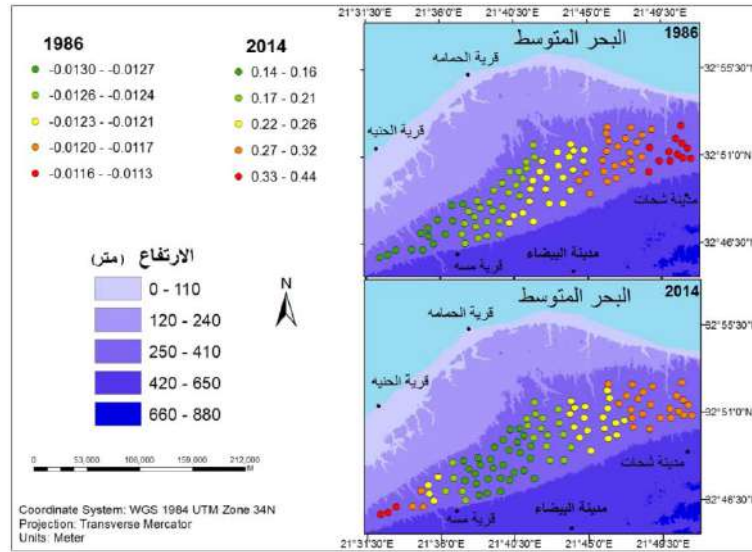 1986
-0.0130 - -0.0127
-0.0126 - -0.0124
-0.0123 - -0.0121
-0.0120 - -0.0117
-0.0116 - -0.0113
2014
0.14 - 0.16
0.17 - 0.21
0.22 - 0.26
0.27 - 0.32
0.33 - 0.44
الارتفاع (متر)
0 - 110
120 - 240
250 - 410
420 - 650
660 - 880
N
0 53,000 106,000 159,000 212,000
M
Coordinate System: WGS 1984 UTM Zone 34N
Projection: Transverse Mercator
Units: Meter
21°31'30"E 21°36'0"E 21°40'30"E 21°45'0"E 21°49'30"E
1986
البحر المتوسط
قرية الحمامه
قرية الحنيه
مدينة شحات
مدينة البيضاء
قرية مسه
32°55'30"N
32°51'0"N
32°46'30"N
2014
البحر المتوسط
قرية الحمامه
قرية الحنيه
مدينة شحات
مدينة البيضاء
قرية مسه
32°55'30"N
32°51'0"N
32°46'30"N
21°31'30"E 21°36'0"E 21°40'30"E 21°45'0"E 21°49'30"E